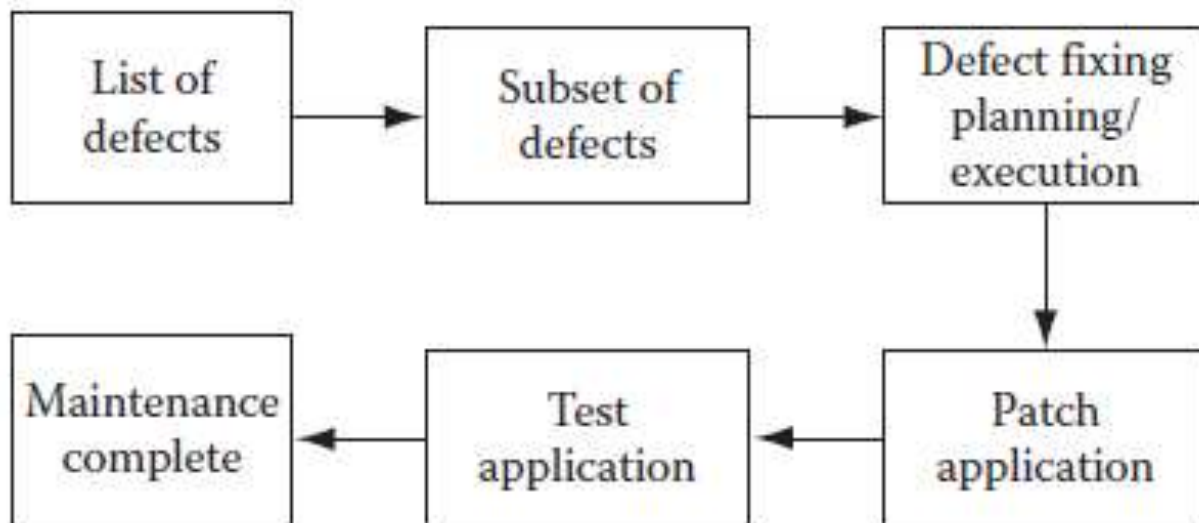 List of
defects
Subset of
defects
Defect fixing
planning/
execution
Maintenance
complete
Test
application
Patch
application